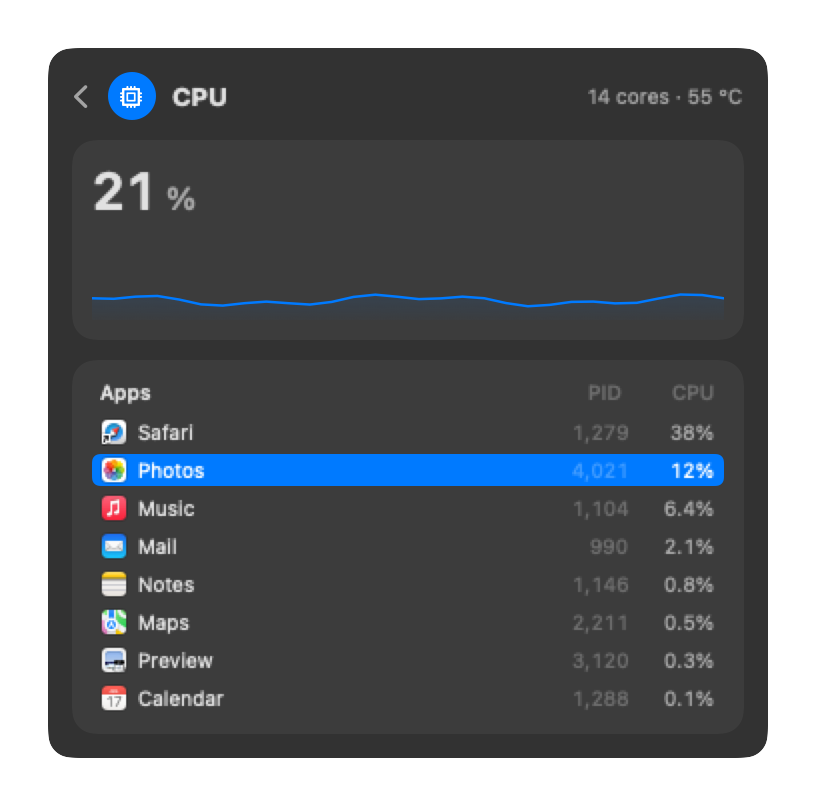 CPU 14 cores · 55 °C
21 %
Apps PID CPU
Safari 1,279 38%
Photos 4,021 12%
Music 1,104 6.4%
Mail 990 2.1%
Notes 1,146 0.8%
Maps 2,211 0.5%
Preview 3,120 0.3%
17 Calendar 1,288 0.1%